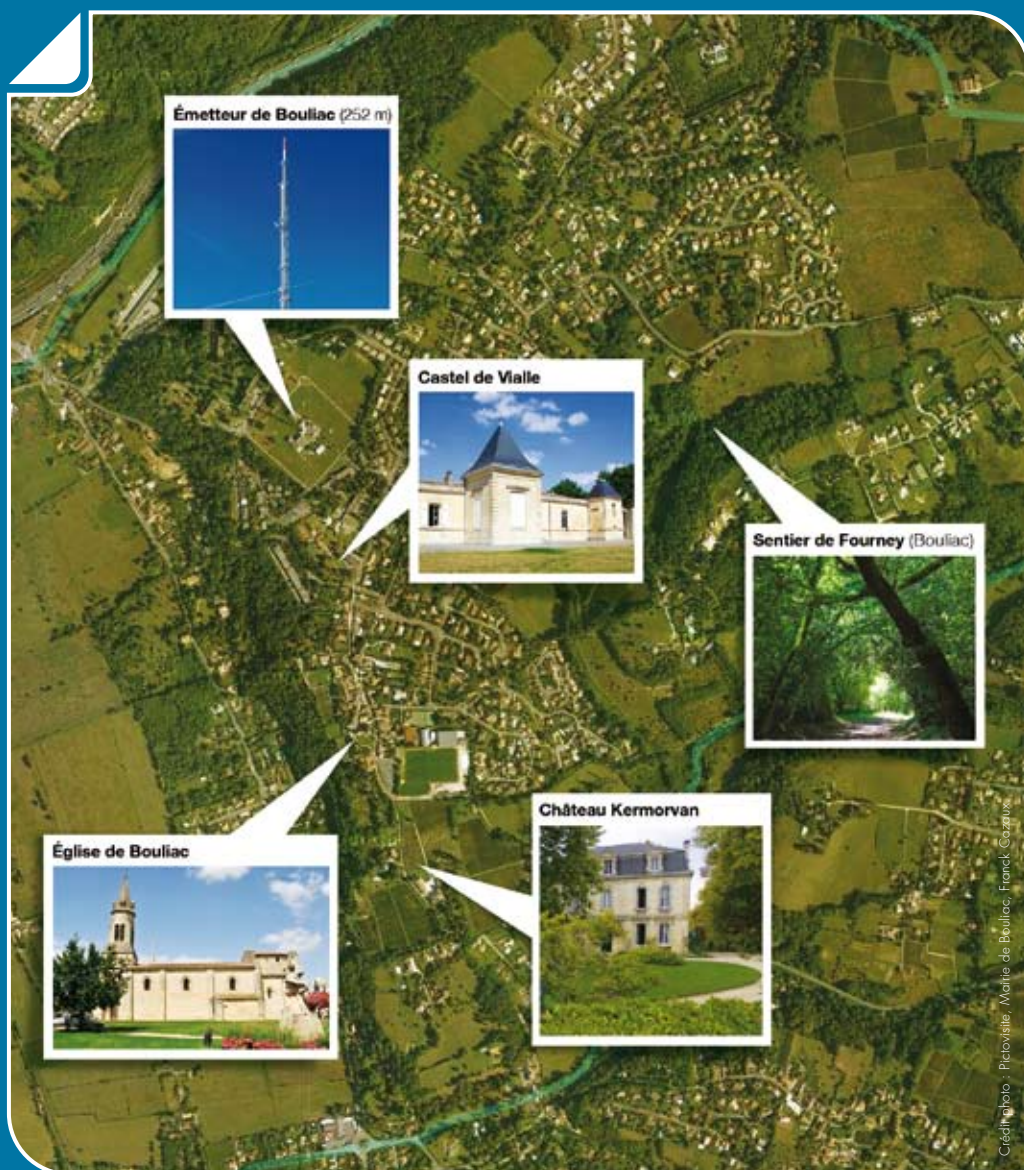 Émetteur de Bouliac (252 m)
Castel de Vialle
Sentier de Fourney (Bouliac)
Château Kermorvan
Église de Bouliac
Crédit photo : Pictovisite, Mairie de Bouliac, Franck Cazaux